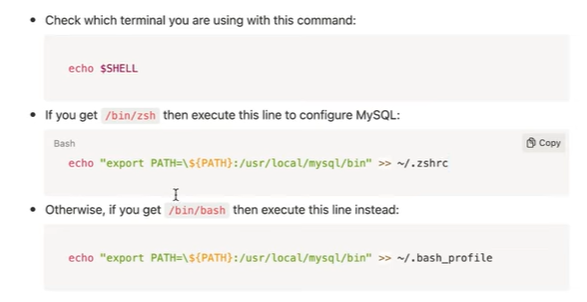 Check which terminal you are using with this command:
echo $SHELL
If you get /bin/zsh then execute this line to configure MySQL:
Bash
Copy
echo "export PATH=\${PATH}:/usr/local/mysql/bin" >> ~/.zshrc
Otherwise, if you get /bin/bash then execute this line instead:
echo "export PATH=\${PATH}:/usr/local/mysql/bin" >> ~/.bash_profile